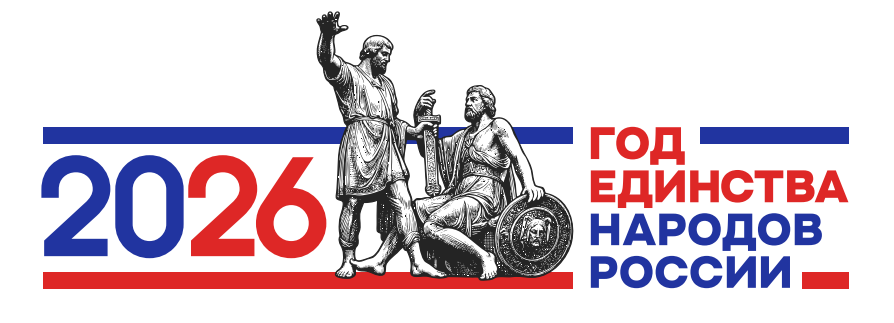 2026
ГОД
ЕДИНСТВА
НАРОДОВ
РОССИИ